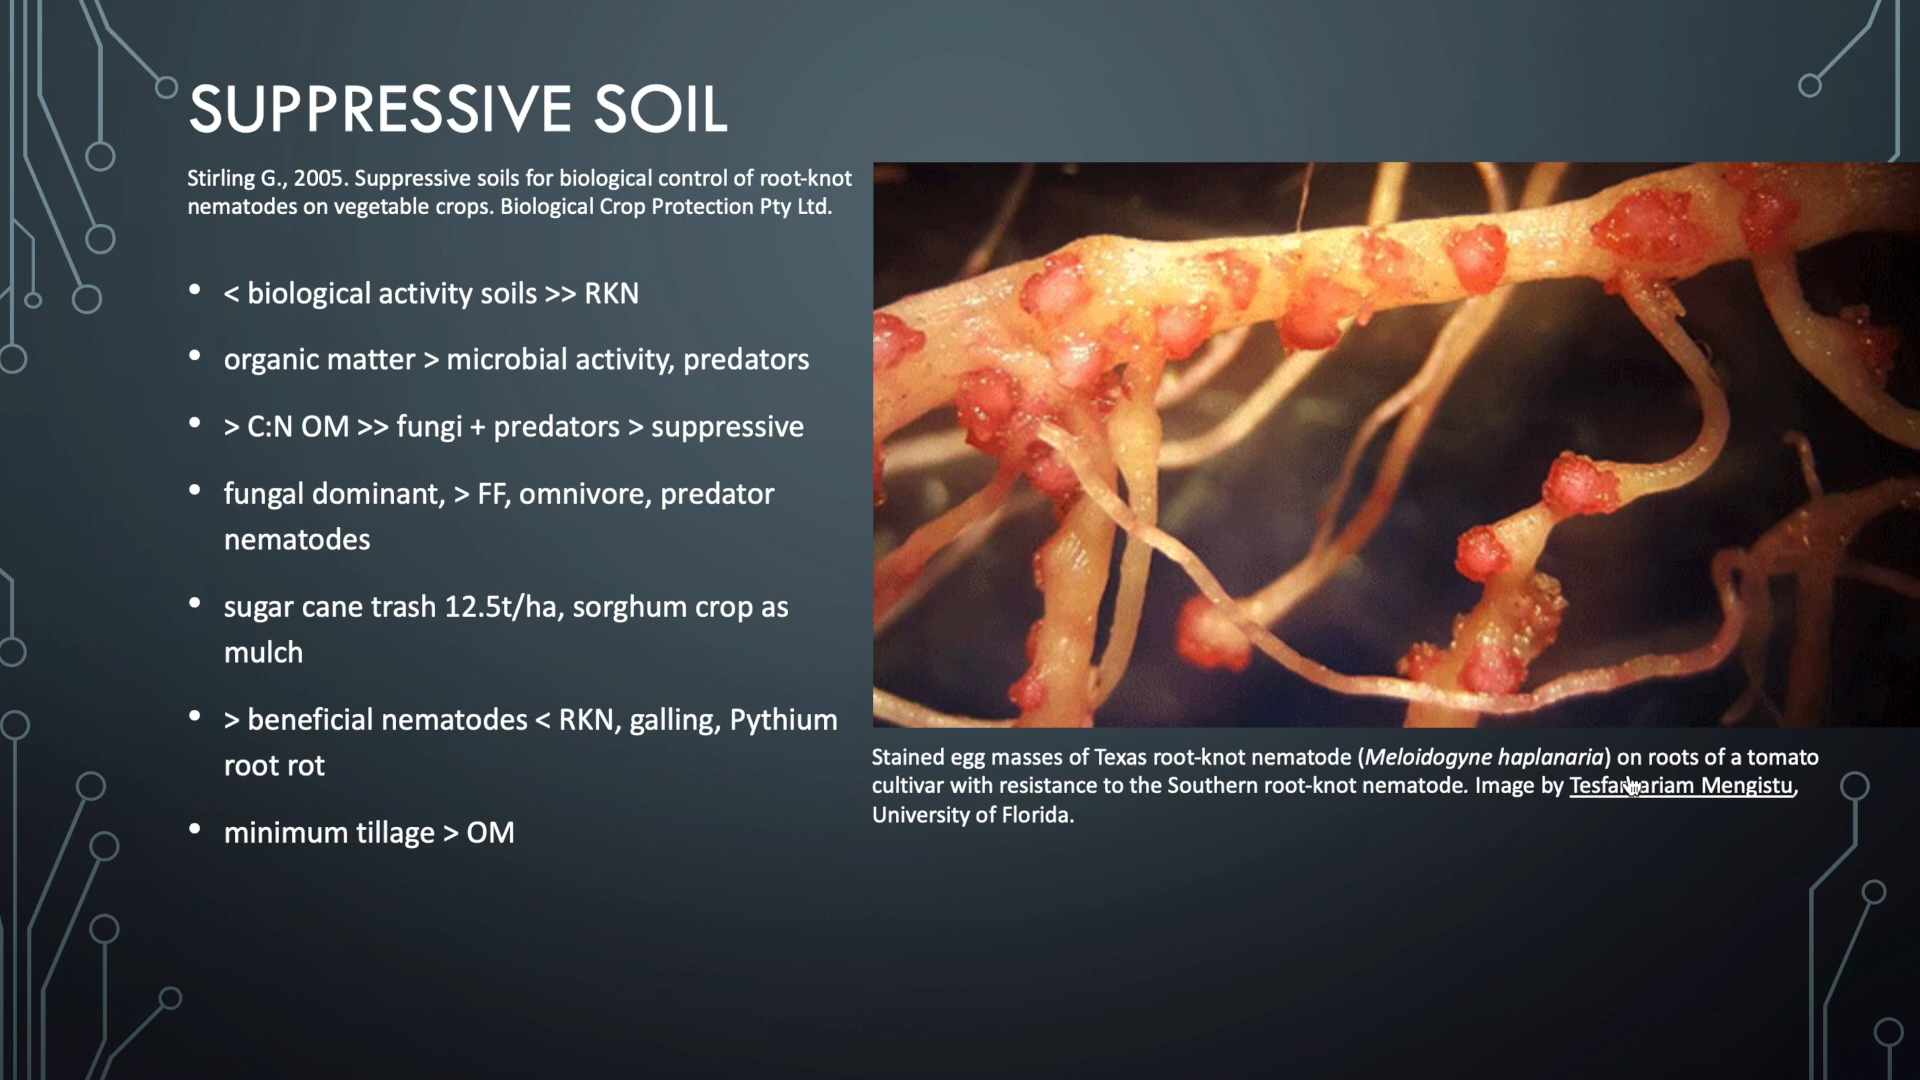 SUPPRESSIVE SOIL
Stirling G., 2005. Suppressive soils for biological control of root-knot
nematodes on vegetable crops. Biological Crop Protection Pty Ltd.
• < biological activity soils >> RKN
• organic matter > microbial activity, predators
• > C:N OM >> fungi + predators > suppressive
• fungal dominant, > FF, omnivore, predator
nematodes
• sugar cane trash 12.5t/ha, sorghum crop as
mulch
• > beneficial nematodes < RKN, galling, Pythium
root rot
• minimum tillage > OM
Stained egg masses of Texas root-knot nematode (Meloidogyne haplanaria) on roots of a tomato
cultivar with resistance to the Southern root-knot nematode. Image by Mengistu,
University of Florida.